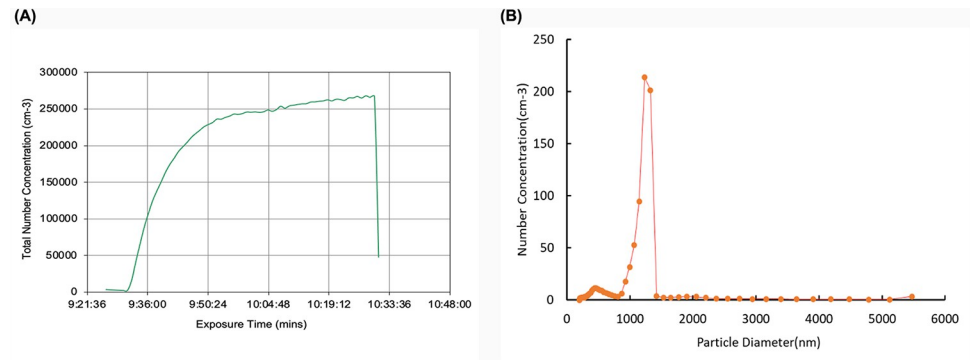 (A)
300000
250000
200000
150000
100000
50000
0
9:21:36 9:36:00 9:50:24 10:04:48 10:19:12 10:33:36 10:48:00
Total Number Concentration (cm-3)
Exposure Time (mins)
(B)
250
200
150
100
50
0
0 1000 2000 3000 4000 5000 6000
Number Concentration(cm-3)
Particle Diameter(nm)